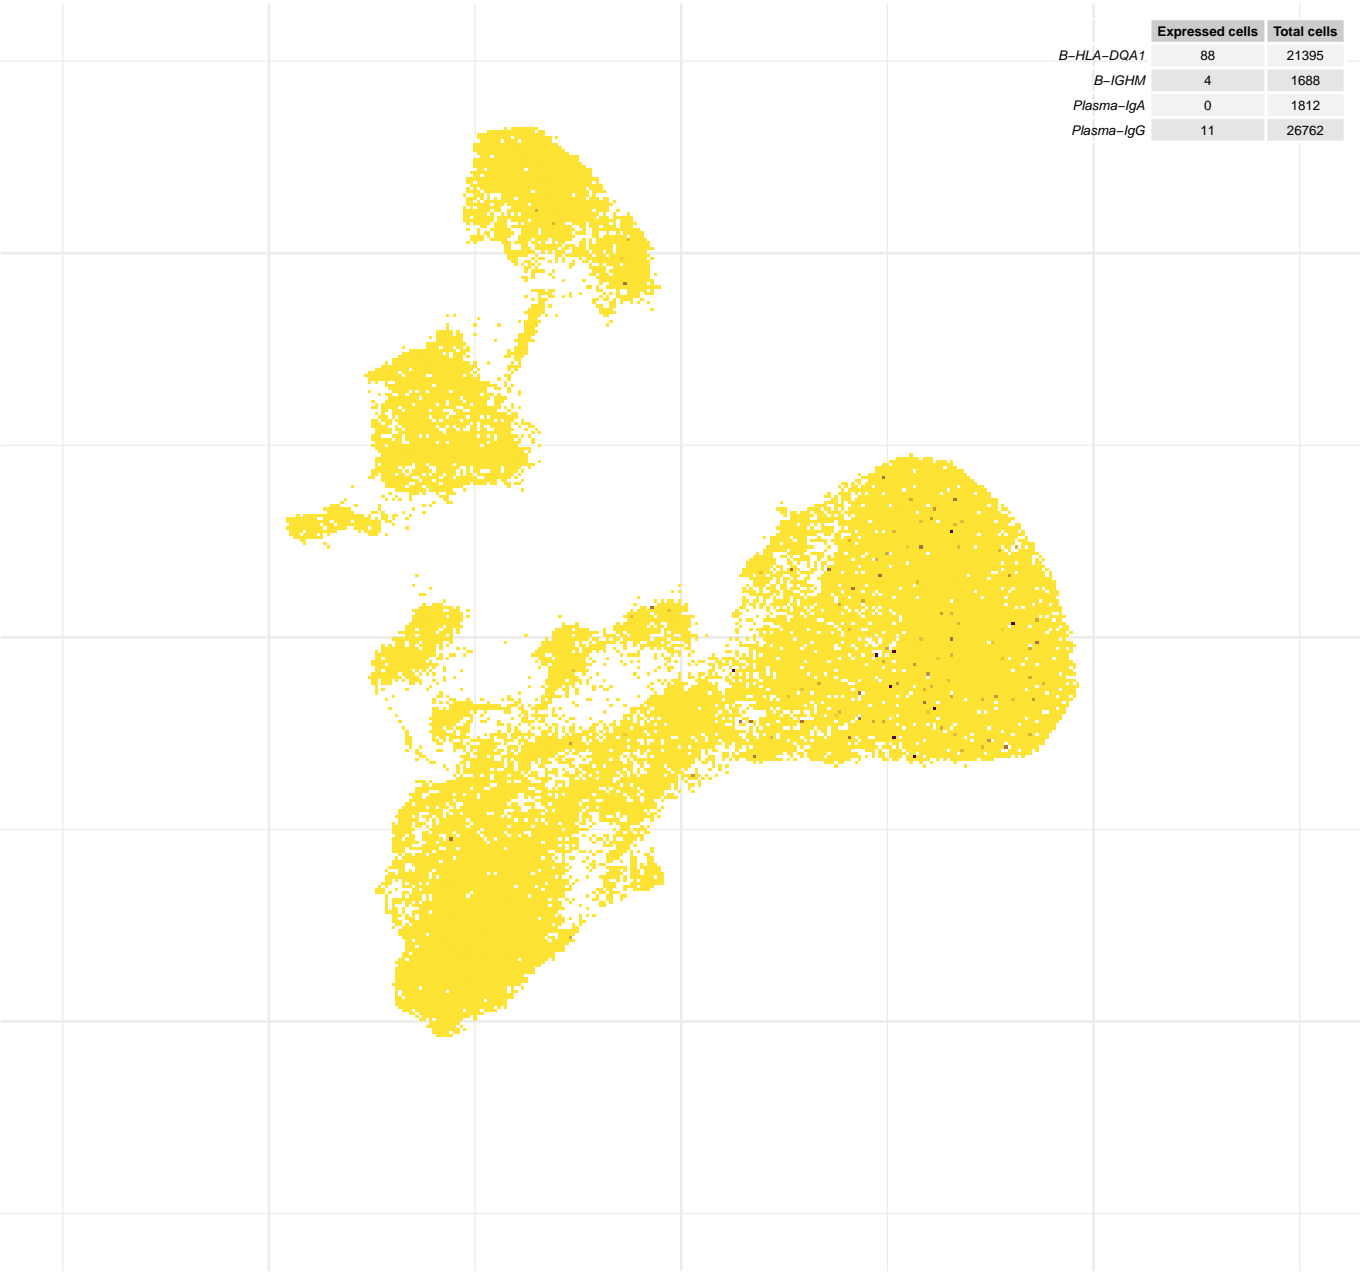 Expressed cells Total cells
B−HLA−DQA1 88 21395
B−IGHM 4 1688
Plasma−IgA 0 1812
Plasma−IgG 11 26762